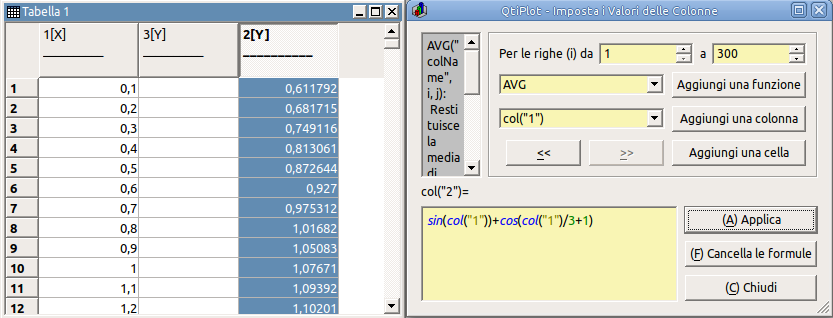 Tabella 1
1[X] 3[Y] 2[Y]
1 0,1 0,611792
2 0,2 0,681715
3 0,3 0,749116
4 0,4 0,813061
5 0,5 0,872644
6 0,6 0,927
7 0,7 0,975312
8 0,8 1,01682
9 0,9 1,05083
10 1 1,07671
11 1,1 1,09392
12 1,2 1,10201
QtiPlot - Imposta i Valori delle Colonne
AVG("
colNa
me",
i, j):
Resti
tuisce
la
media
di
Per le righe (i) da 1 a 300
AVG Aggiungi una funzione
col("1") Aggiungi una colonna
<< >> Aggiungi una cella
col("2")=
sin(col("1"))+cos(col("1")/3+1)
(A) Applica
(F) Cancella le formule
(C) Chiudi